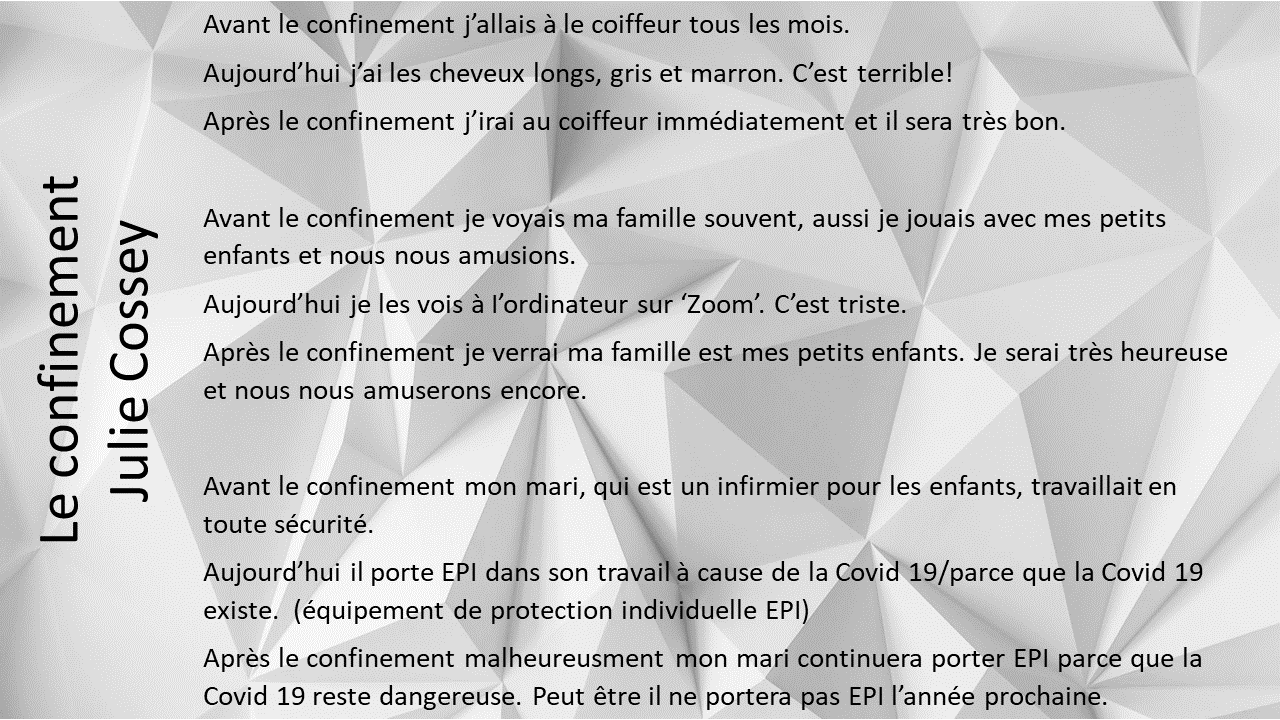 Le confinement
Julie Cossey
Avant le confinement j’allais à le coiffeur tous les mois.
Aujourd’hui j’ai les cheveux longs, gris et marron. C’est terrible!
Après le confinement j’irai au coiffeur immédiatement et il sera très bon.
Avant le confinement je voyais ma famille souvent, aussi je jouais avec mes petits
enfants et nous nous amusions.
Aujourd’hui je les vois à l’ordinateur sur ‘Zoom’. C’est triste.
Après le confinement je verrai ma famille est mes petits enfants. Je serai très heureuse
et nous nous amuserons encore.
Avant le confinement mon mari, qui est un infirmier pour les enfants, travaillait en
toute sécurité.
Aujourd’hui il porte EPI dans son travail à cause de la Covid 19/parce que la Covid 19
existe.  (équipement de protection individuelle EPI)
Après le confinement malheureusment mon mari continuera porter EPI parce que la
Covid 19 reste dangereuse. Peut être il ne portera pas EPI l’année prochaine.